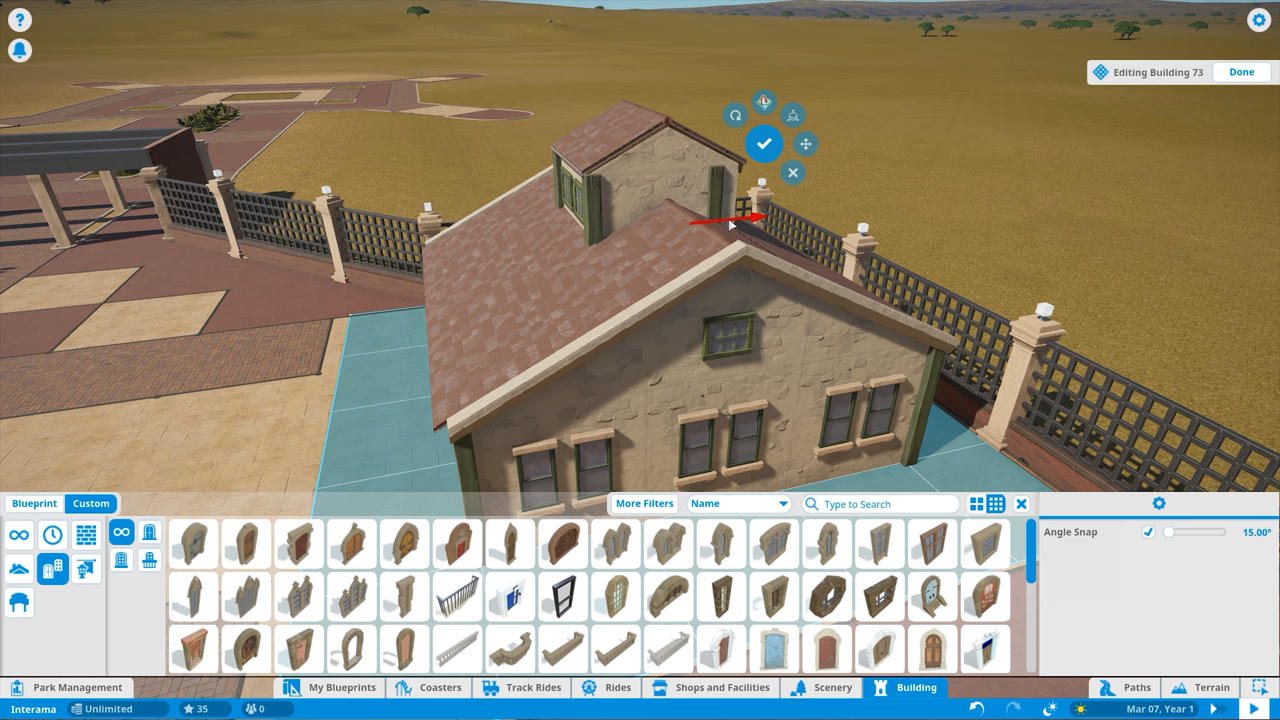 ?
Editing Building 73
Done
Blueprint
Custom
More Filters
Name
Type to Search
Angle Snap
15.00°
Park Management
My Blueprints
Coasters
Track Rides
Rides
Shops and Facilities
Scenery
Building
Paths
Terrain
Interama
Unlimited
35
0
Mar 07, Year 1